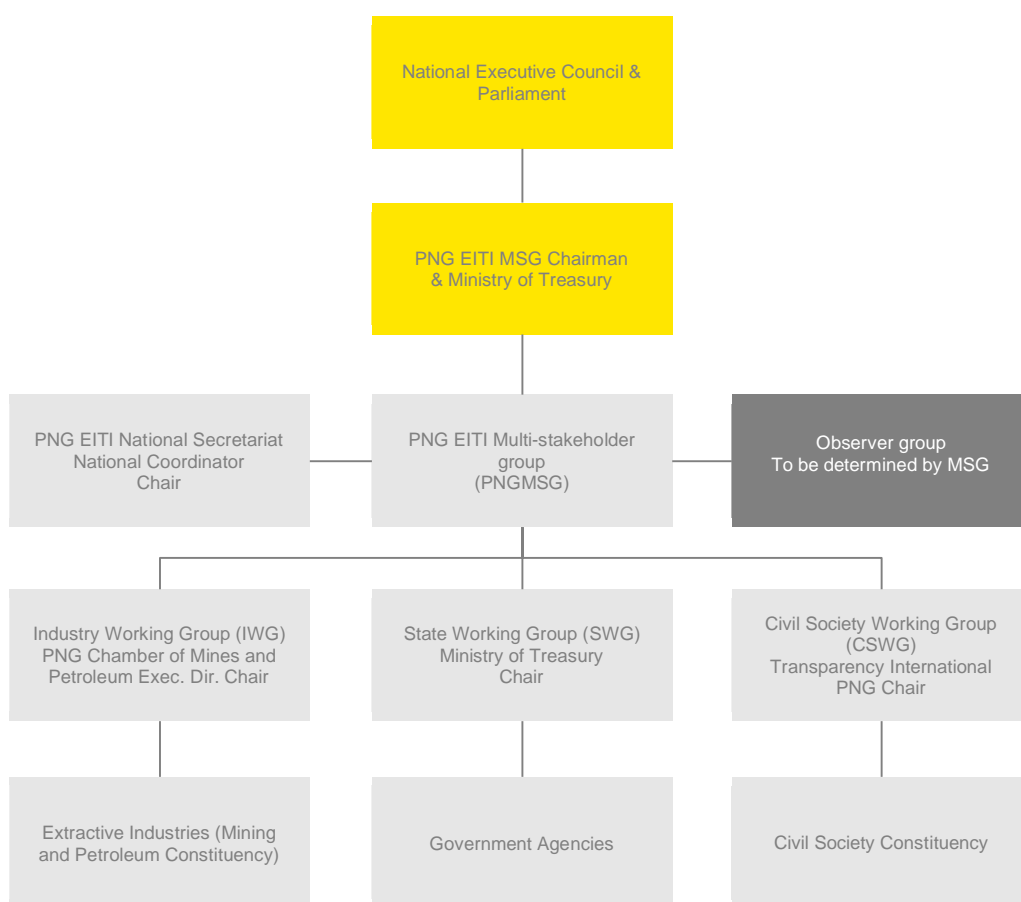 National Executive Council &
Parliament
PNG EITI MSG Chairman
& Ministry of Treasury
PNG EITI National Secretariat
National Coordinator
Chair
PNG EITI Multi-stakeholder
group
(PNGMSG)
Observer group
To be determined by MSG
Industry Working Group (IWG)
PNG Chamber of Mines and
Petroleum Exec. Dir. Chair
State Working Group (SWG)
Ministry of Treasury
Chair
Civil Society Working Group
(CSWG)
Transparency International
PNG Chair
Extractive Industries (Mining
and Petroleum Constituency)
Government Agencies
Civil Society Constituency